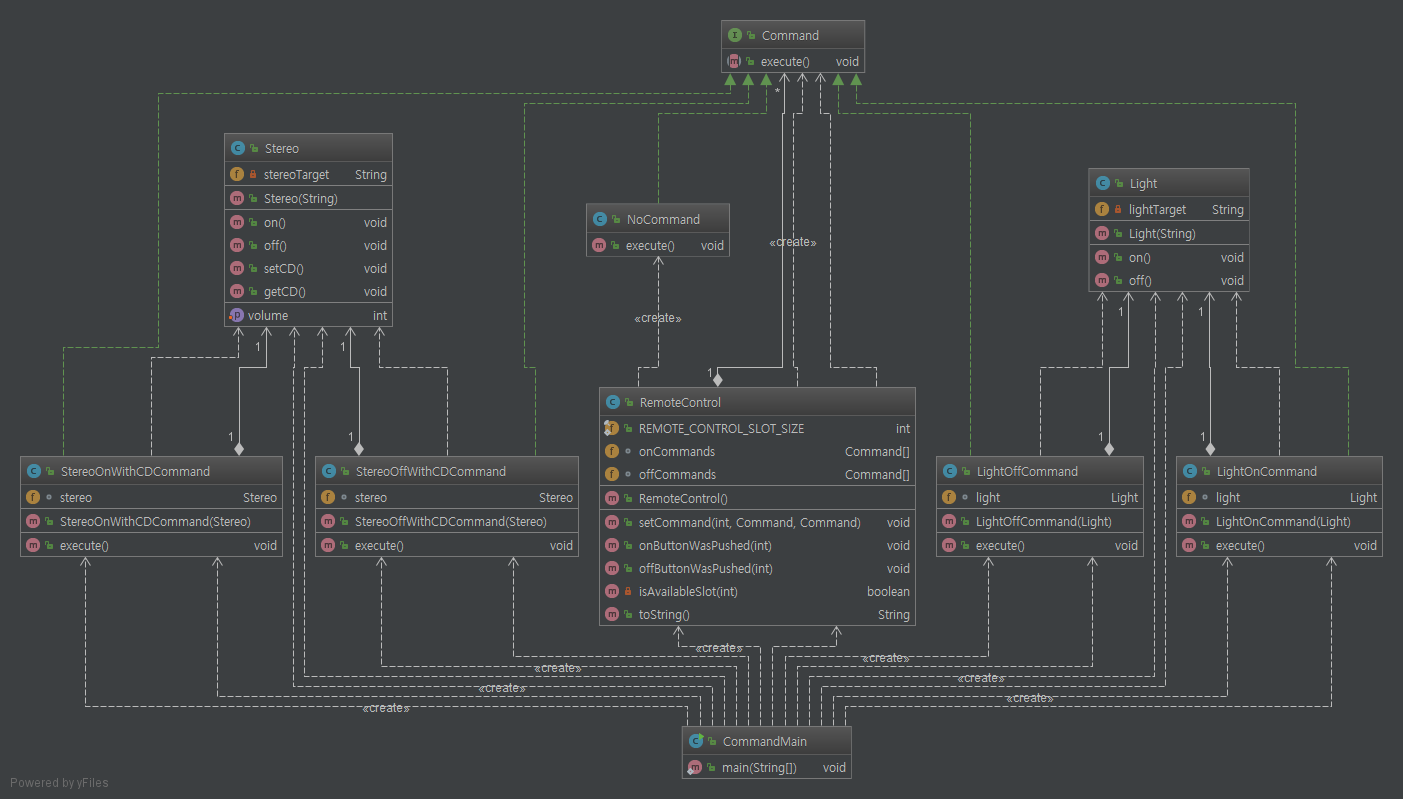 Command
execute() void
*
Stereo
stereoTarget String
Stereo(String)
on() void
off() void
setCD() void
getCD() void
volume int
NoCommand
execute() void
Light
lightTarget String
Light(String)
on() void
off() void
«create»
«create»
1
1
1
1
1
1
1
1
1
RemoteControl
REMOTE_CONTROL_SLOT_SIZE int
onCommands Command[]
offCommands Command[]
RemoteControl()
setCommand(int, Command, Command) void
onButtonWasPushed(int) void
offButtonWasPushed(int) void
isAvailableSlot(int) boolean
toString() String
StereoOnWithCDCommand
stereo Stereo
StereoOnWithCDCommand(Stereo)
execute() void
StereoOffWithCDCommand
stereo Stereo
StereoOffWithCDCommand(Stereo)
execute() void
LightOffCommand
light Light
LightOffCommand(Light)
execute() void
LightOnCommand
light Light
LightOnCommand(Light)
execute() void
«create»
«create»
«create»
«create»
«create»
«create»
«create»
CommandMain
main(String[]) void
Powered by yFiles